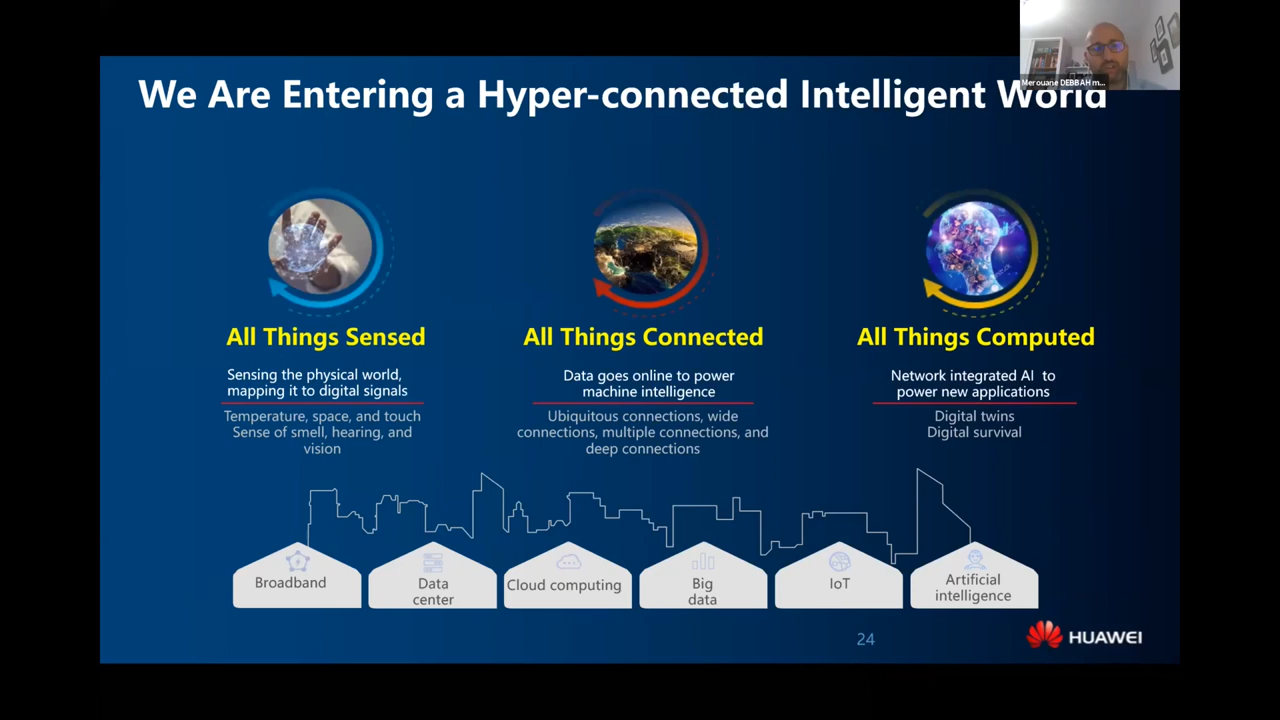 Merouane DEBBAH m...
We Are Entering a Hyper-connected Intelligent World
All Things Sensed
Sensing the physical world,
mapping it to digital signals
Temperature, space, and touch
Sense of smell, hearing, and
vision
All Things Connected
Data goes online to power
machine intelligence
Ubiquitous connections, wide
connections, multiple connections, and
deep connections
All Things Computed
Network integrated AI to
power new applications
Digital twins
Digital survival
Broadband
Data
center
Cloud computing
Big
data
IoT
Artificial
intelligence
24
HUAWEI